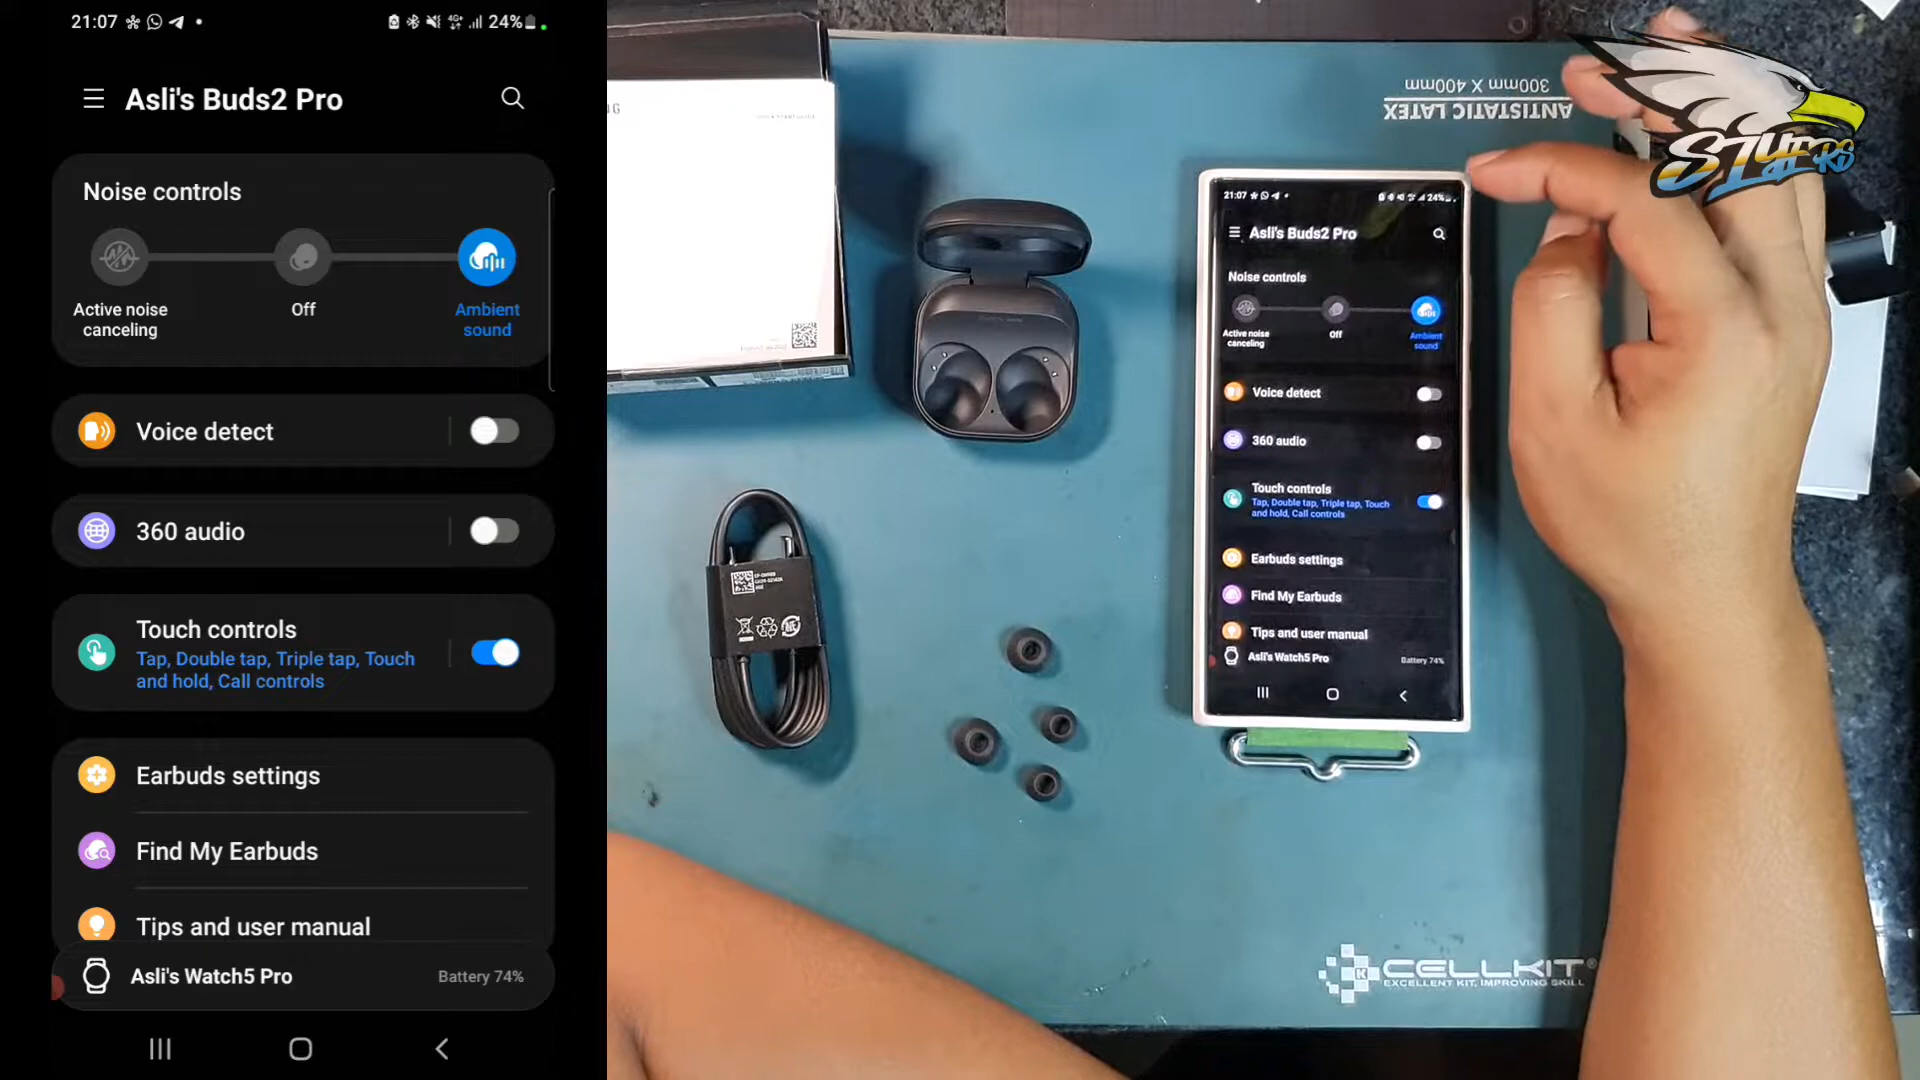 21:07
24%
Asli's Buds2 Pro
Noise controls
Active noise canceling
Off
Ambient sound
Voice detect
360 audio
Touch controls
Tap, Double tap, Triple tap, Touch
and hold, Call controls
Earbuds settings
Find My Earbuds
Tips and user manual
Asli's Watch5 Pro
Battery 74%
300mm X 400mm
ANTISTATIC LATEX
STYERS
21:07
24%
Asli's Buds2 Pro
Noise controls
Active noise canceling
Off
Ambient sound
Voice detect
360 audio
Touch controls
Tap, Double tap, Triple tap, Touch
and hold, Call controls
Earbuds settings
Find My Earbuds
Tips and user manual
Asli's Watch5 Pro
Battery 74%
CELLKIT®
EXCELLENT KIT, IMPROVING SKILL